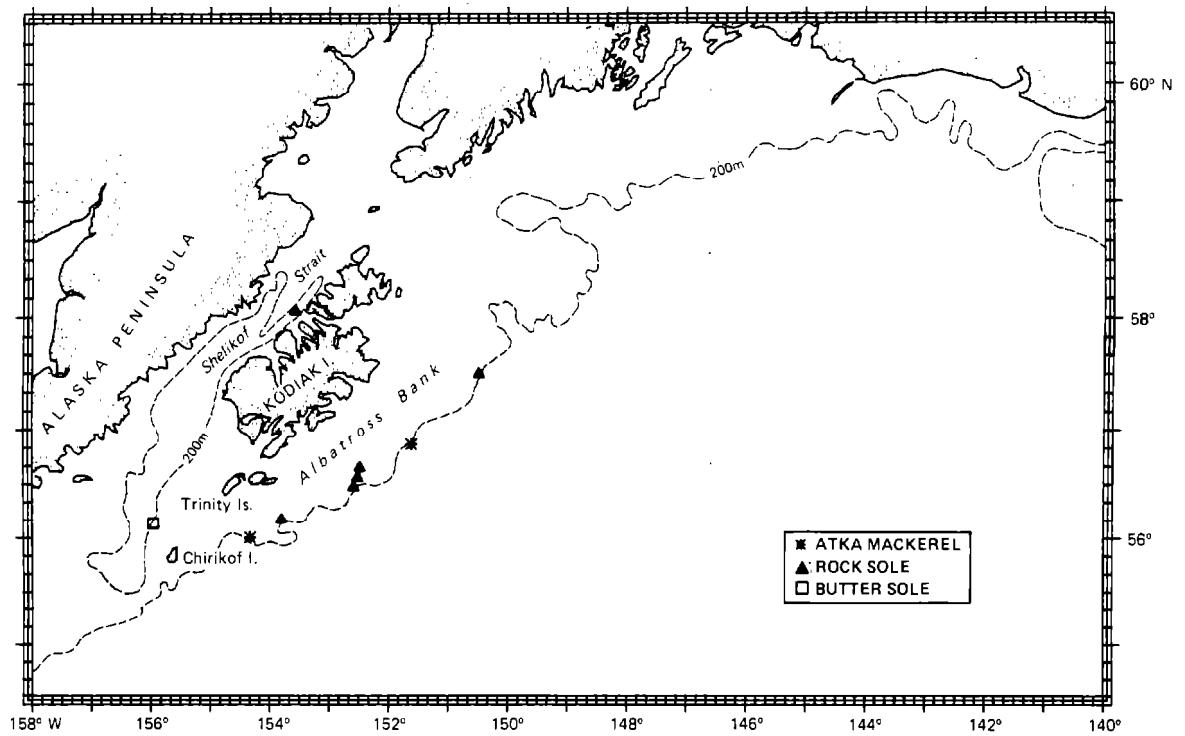 60° N
58°
56°
158° W
156°
154°
152°
150°
148°
146°
144°
142°
140°
200m
ALASKA PENINSULA
Shelikof Strait
KODIAK I.
Albatross Bank
200m
Trinity Is.
Chirikof I.
ATKA MACKEREL
ROCK SOLE
BUTTER SOLE